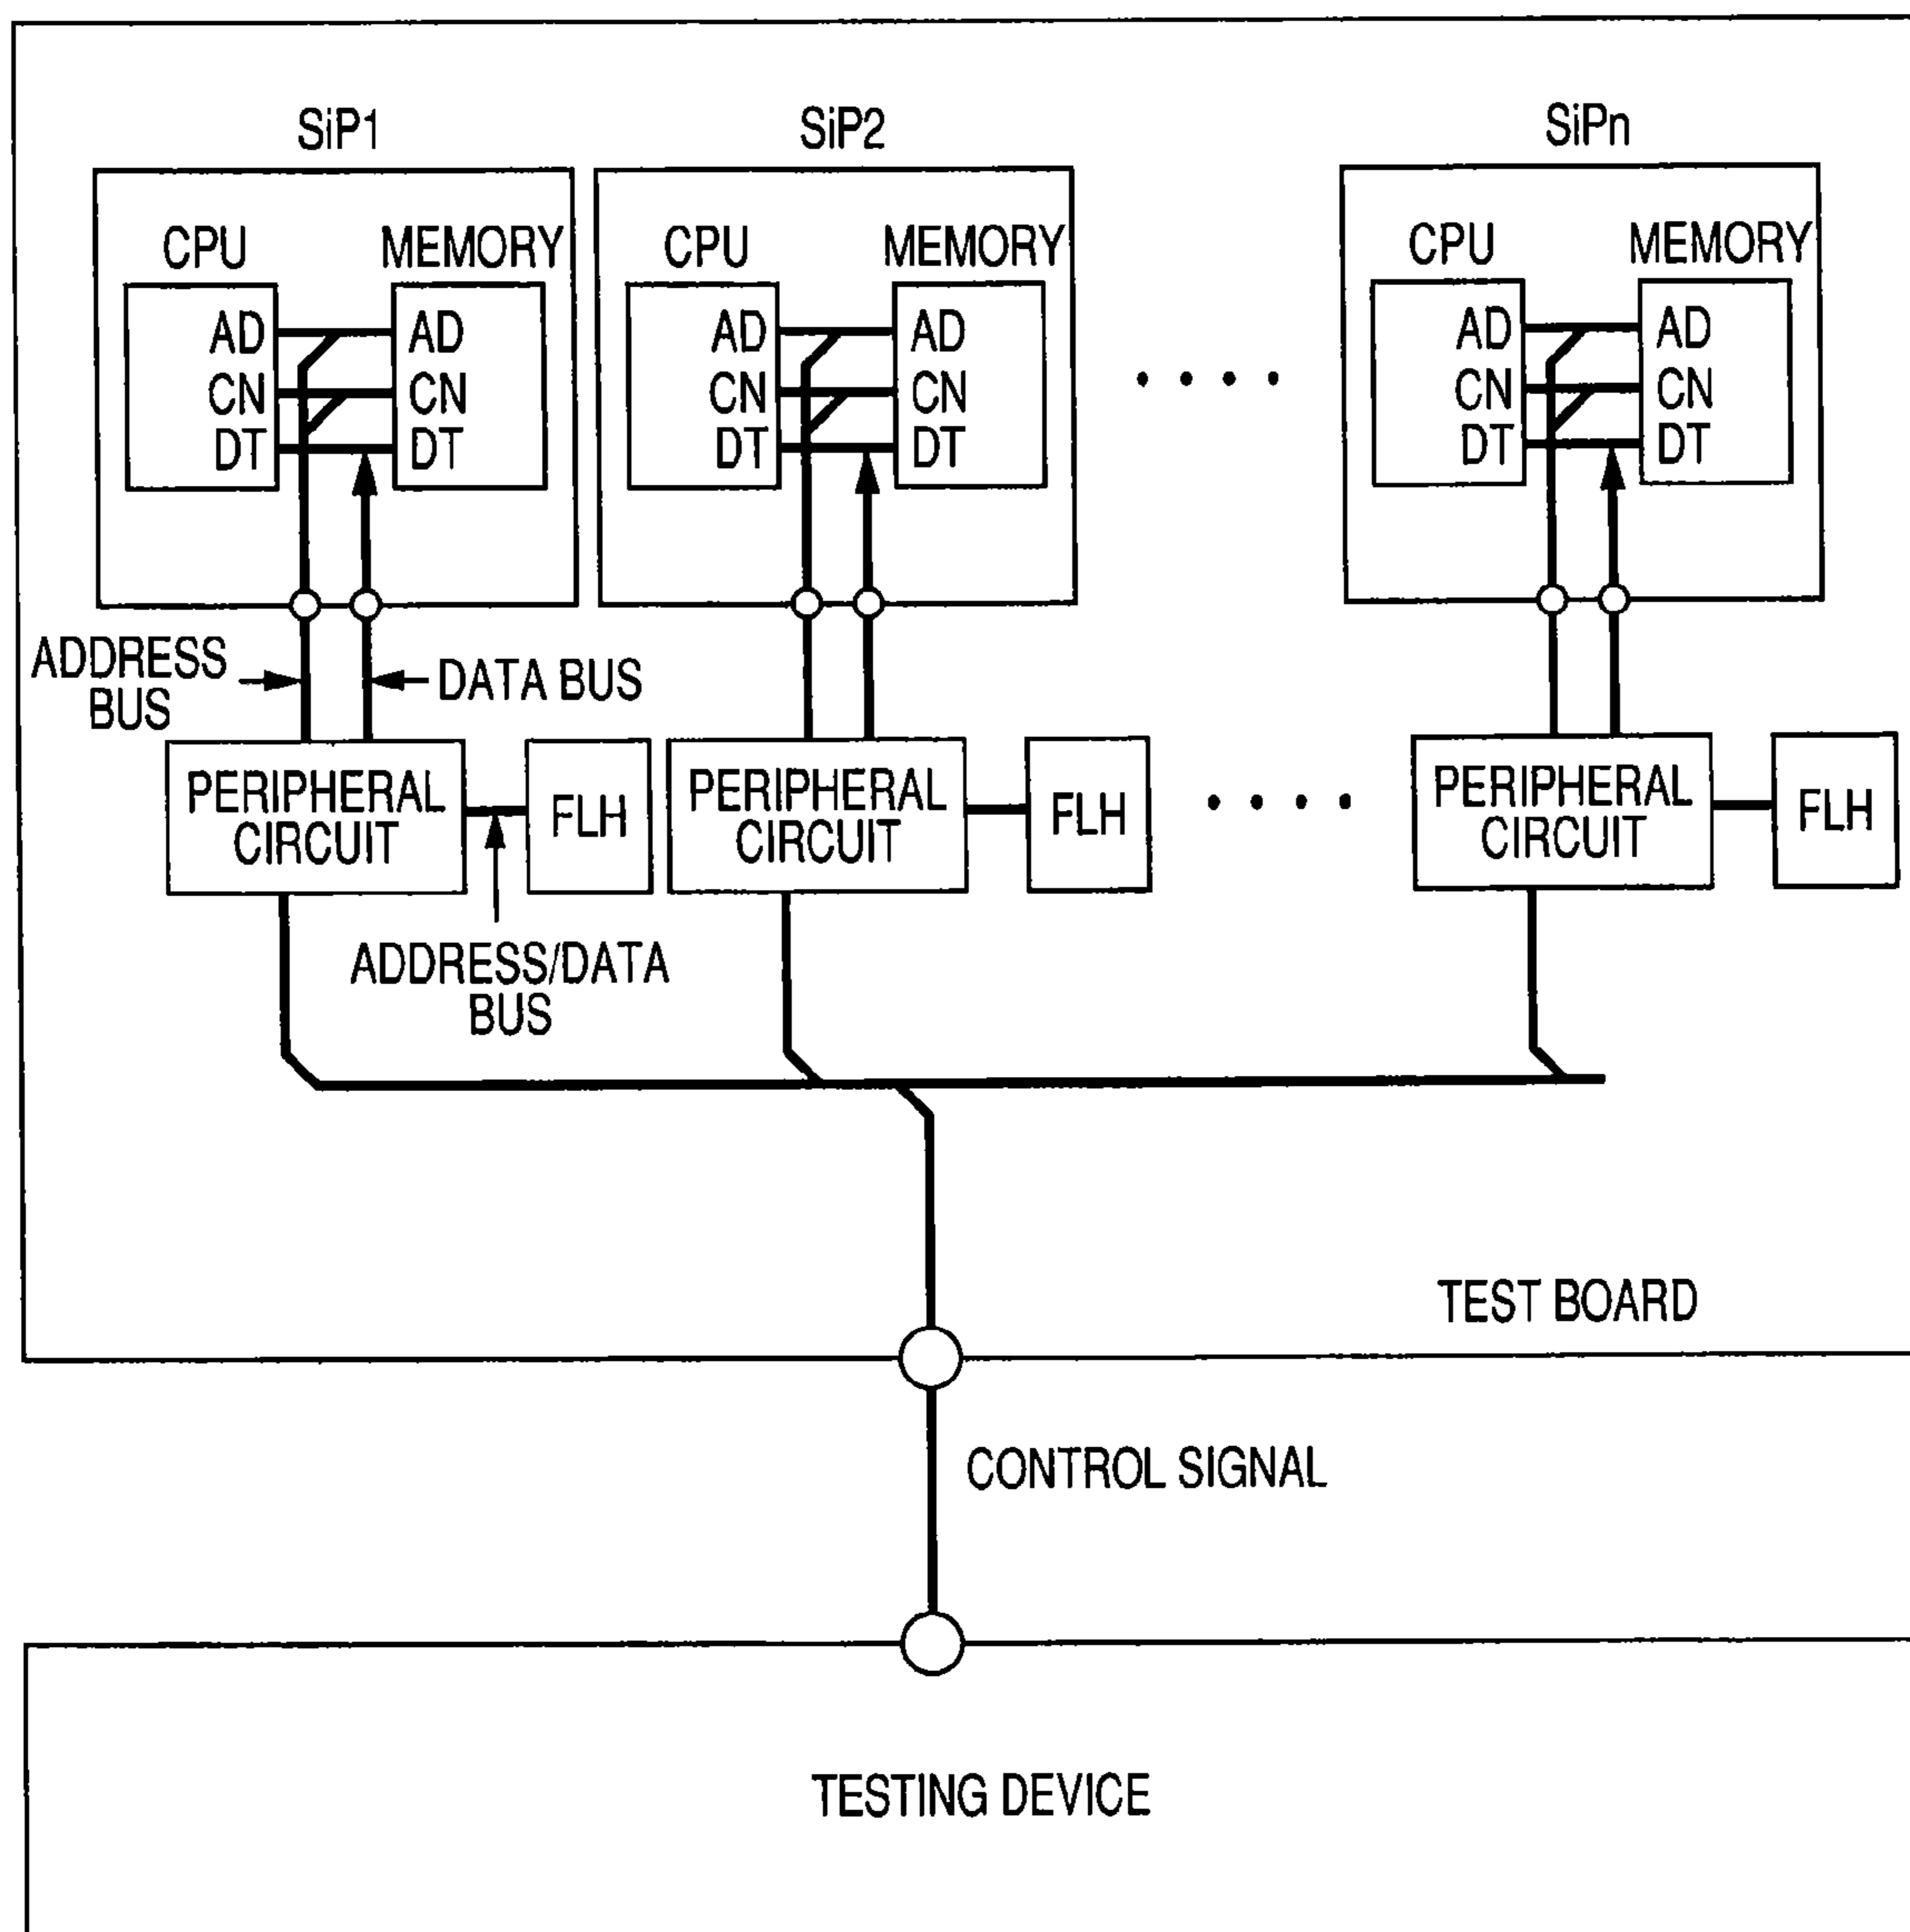 SiP1
SiP2
SiPn
CPU MEMORY
CPU MEMORY
CPU MEMORY
AD AD
CN CN
DT DT
AD AD
CN CN
DT DT
AD AD
CN CN
DT DT
ADDRESS
BUS
DATA BUS
PERIPHERAL
CIRCUIT
FLH
PERIPHERAL
CIRCUIT
FLH
PERIPHERAL
CIRCUIT
FLH
ADDRESS/DATA
BUS
TEST BOARD
CONTROL SIGNAL
TESTING DEVICE